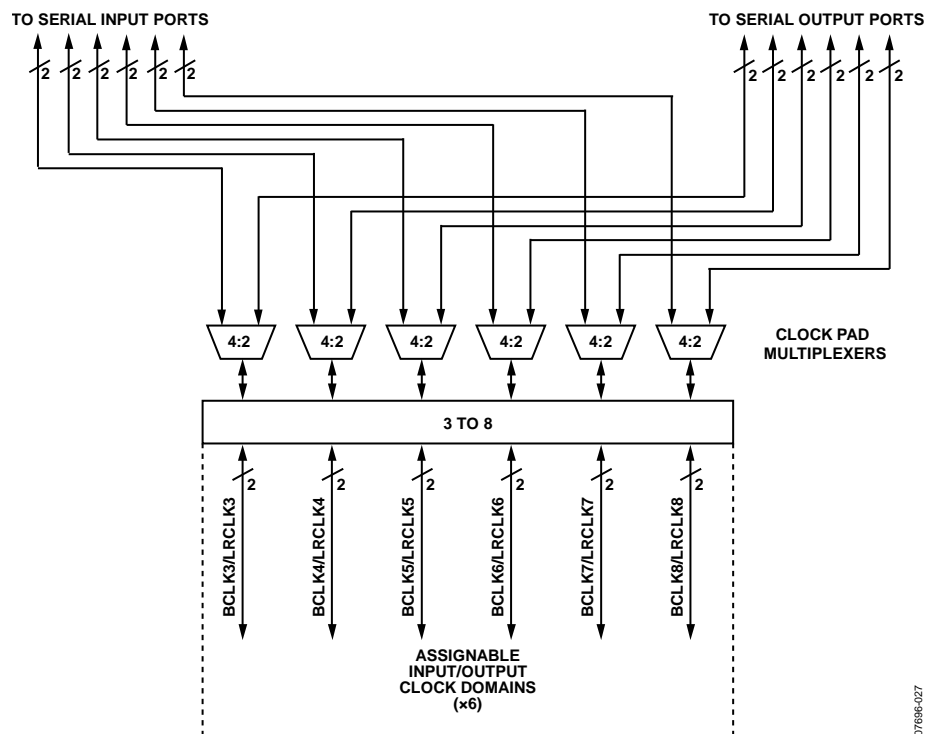 TO SERIAL INPUT PORTS
TO SERIAL OUTPUT PORTS
2 2 2 2 2 2
2 2 2 2 2 2
4:2 4:2 4:2 4:2 4:2 4:2
CLOCK PAD
MULTIPLEXERS
3 TO 8
2 2 2 2 2 2
BCLK3/LRCLK3
BCLK4/LRCLK4
BCLK5/LRCLK5
BCLK6/LRCLK6
BCLK7/LRCLK7
BCLK8/LRCLK8
ASSIGNABLE
INPUT/OUTPUT
CLOCK DOMAINS
(×6)
07696-027